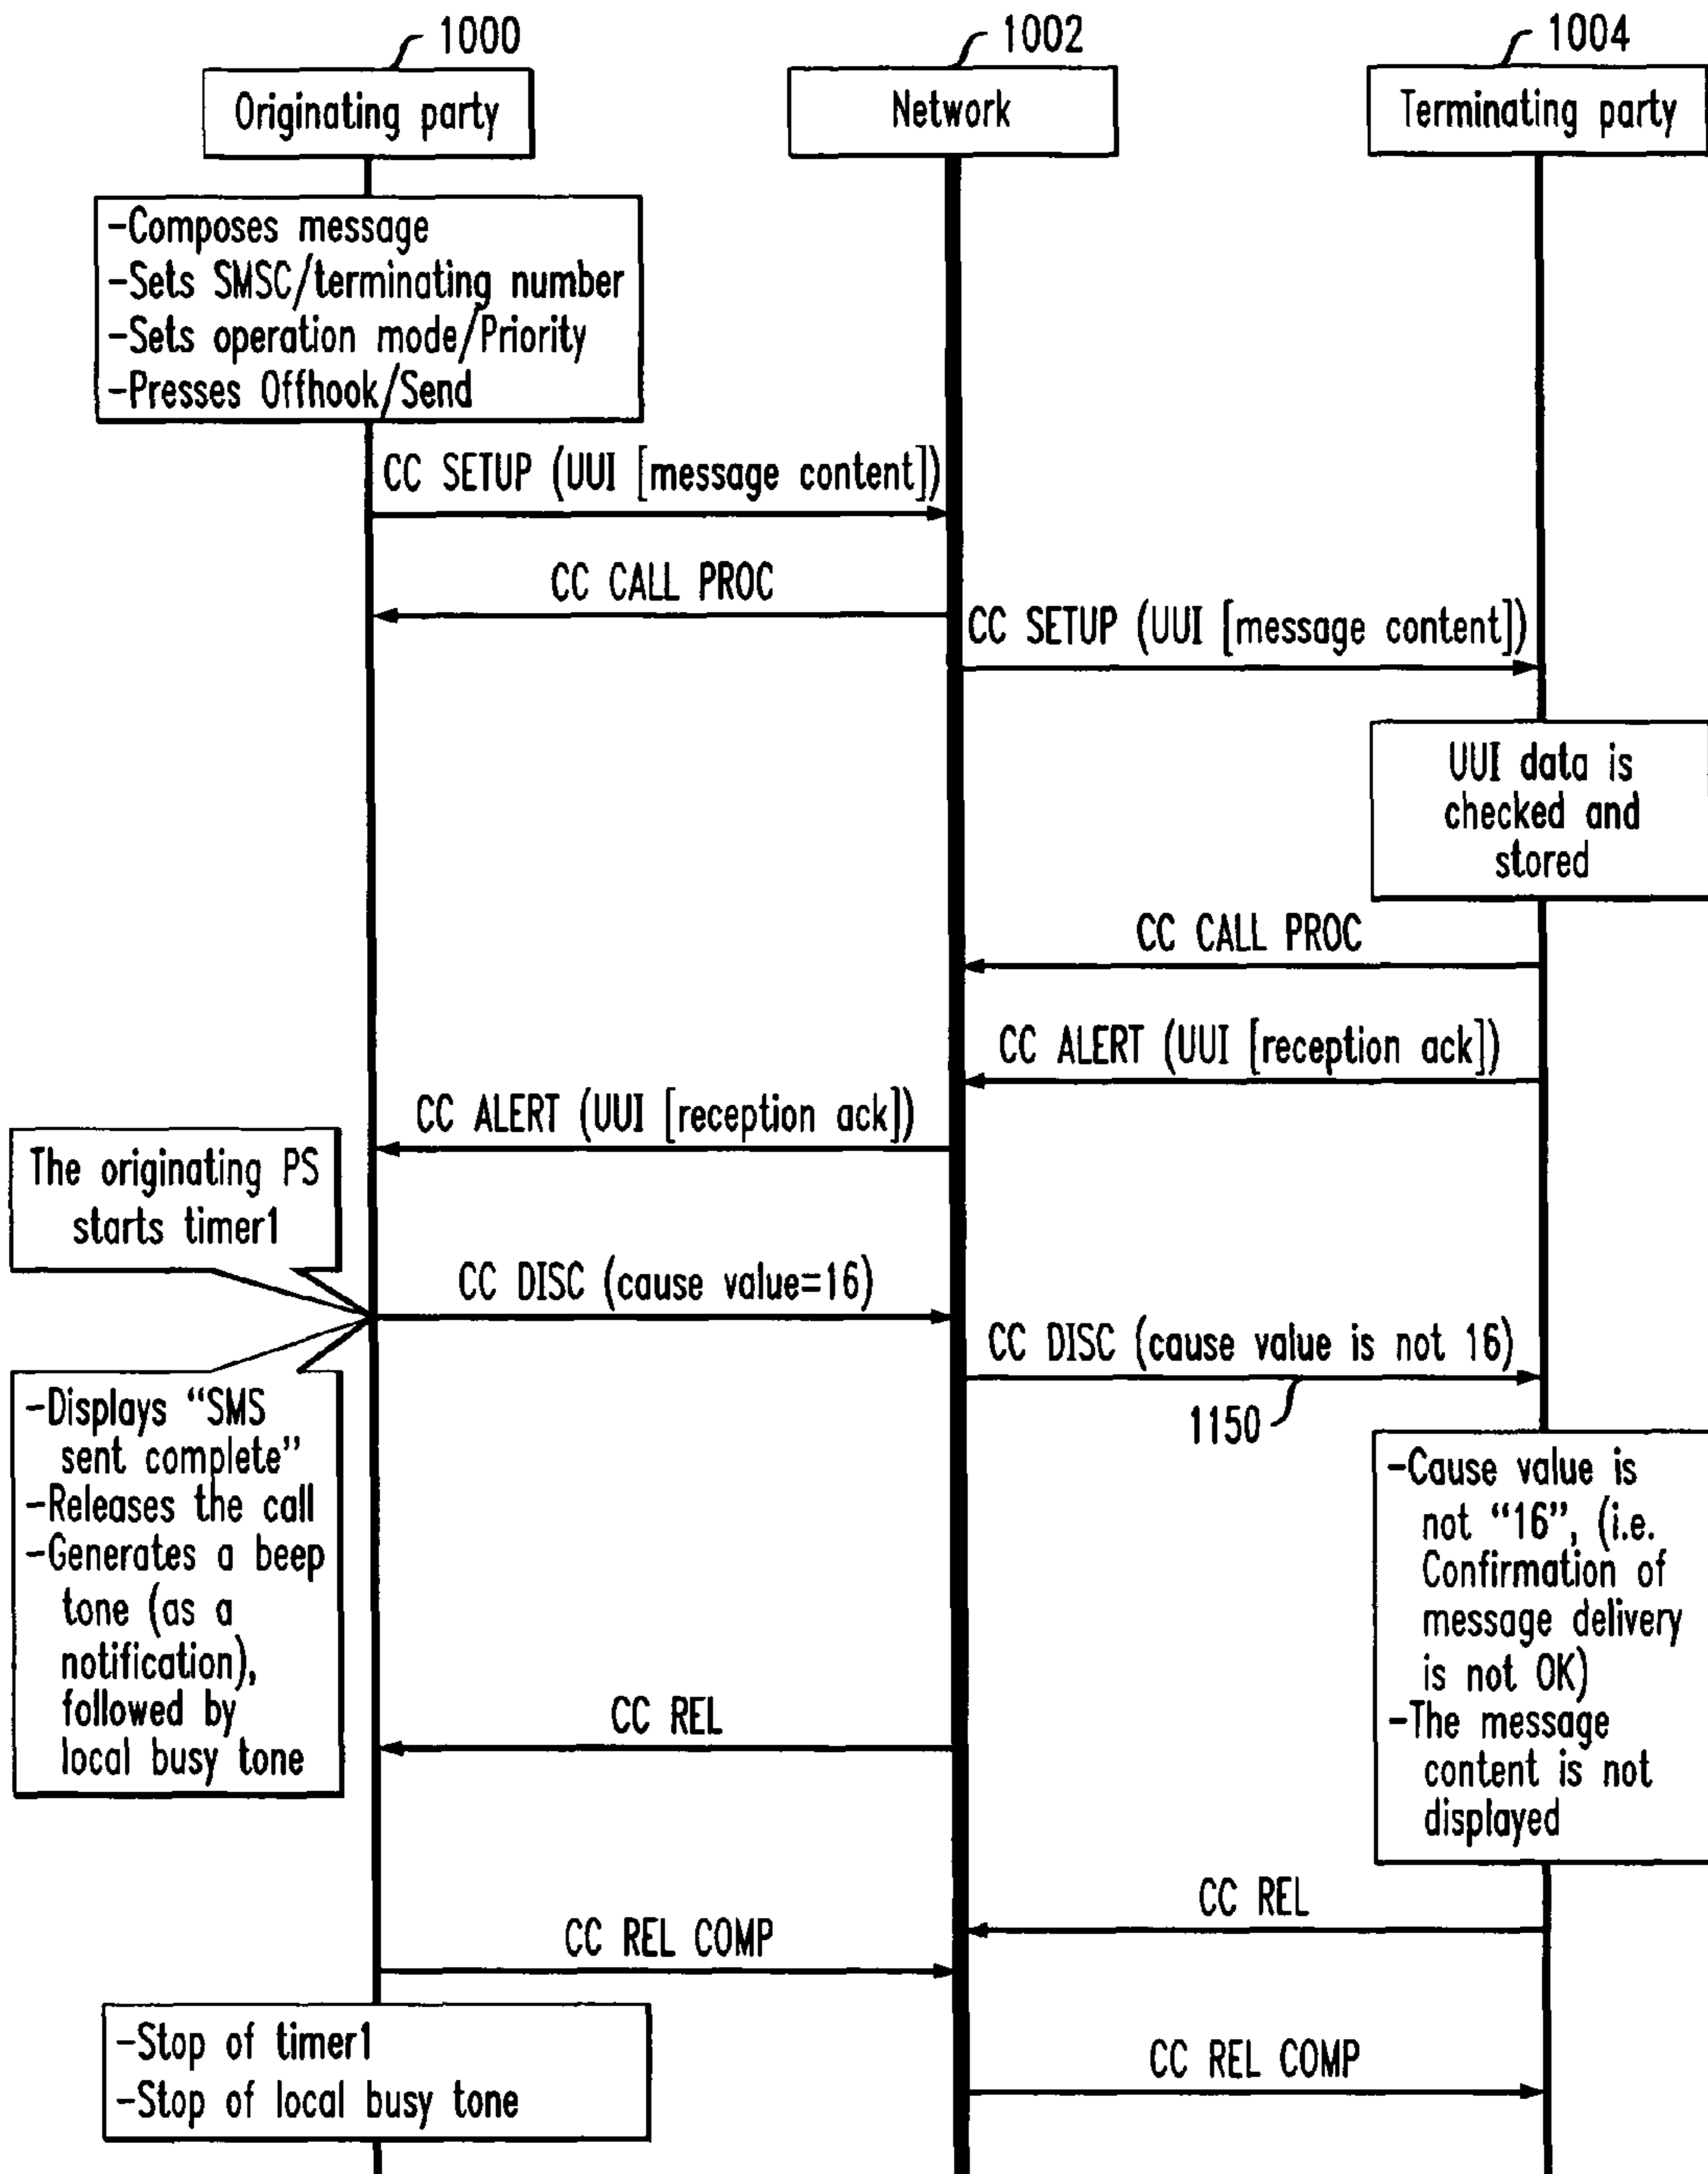 1000
1002
1004
Originating party
Network
Terminating party
-Composes message
-Sets SMSC/terminating number
-Sets operation mode/Priority
-Presses Offhook/Send
CC SETUP (UUI [message content])
CC CALL PROC
CC SETUP (UUI [message content])
UUI data is
checked and
stored
CC CALL PROC
CC ALERT (UUI [reception ack])
CC ALERT (UUI [reception ack])
The originating PS
starts timer1
CC DISC (cause value=16)
CC DISC (cause value is not 16)
1150
-Displays “SMS
sent complete”
-Releases the call
-Generates a beep
tone (as a
notification),
followed by
local busy tone
-Cause value is
not “16”, (i.e.
Confirmation of
message delivery
is not OK)
-The message
content is not
displayed
CC REL
CC REL
CC REL COMP
-Stop of timer1
-Stop of local busy tone
CC REL COMP